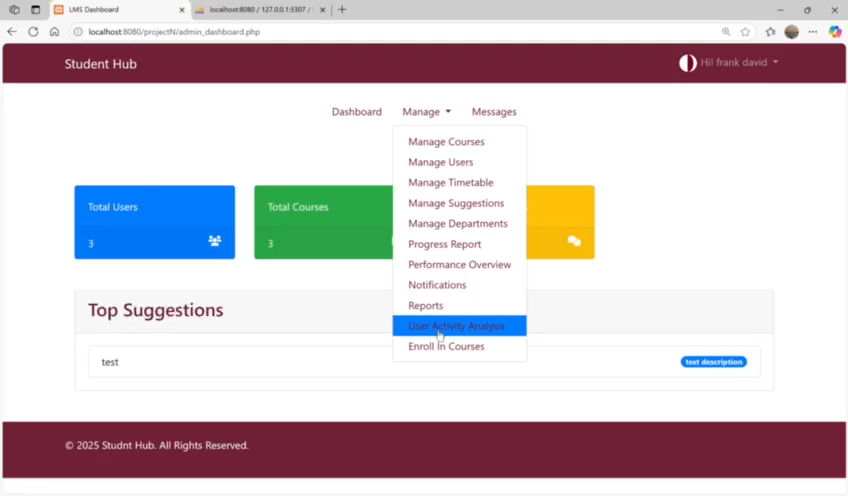 LMS Dashboard
localhost:8080 / 127.0.0.1:3307 /
localhost:8080/projectN/admin_dashboard.php
Student Hub
Hi! frank david
Dashboard
Manage
Messages
Manage Courses
Manage Users
Manage Timetable
Manage Suggestions
Manage Departments
Progress Report
Performance Overview
Notifications
Reports
User Activity Analysis
Enroll In Courses
Total Users
3
Total Courses
3
Top Suggestions
test
test description
© 2025 Studnt Hub. All Rights Reserved.